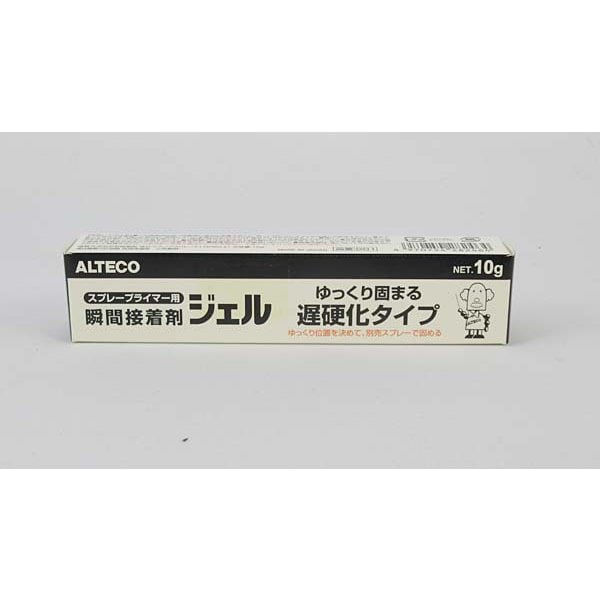 ALTECO
NET.10g
スプレープライマー用
瞬間接着剤 ジェル
ゆっくり固まる
遅硬化タイプ
ゆっくり位置を決めて、別売スプレーで固める